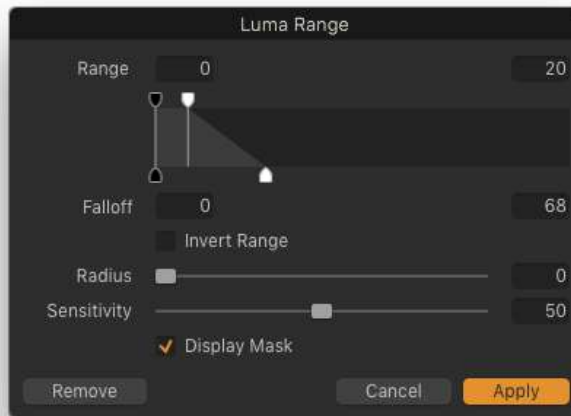 Luma Range
Range 0 20
Falloff 0 68
Invert Range
Radius 0
Sensitivity 50
Display Mask
Remove Cancel Apply